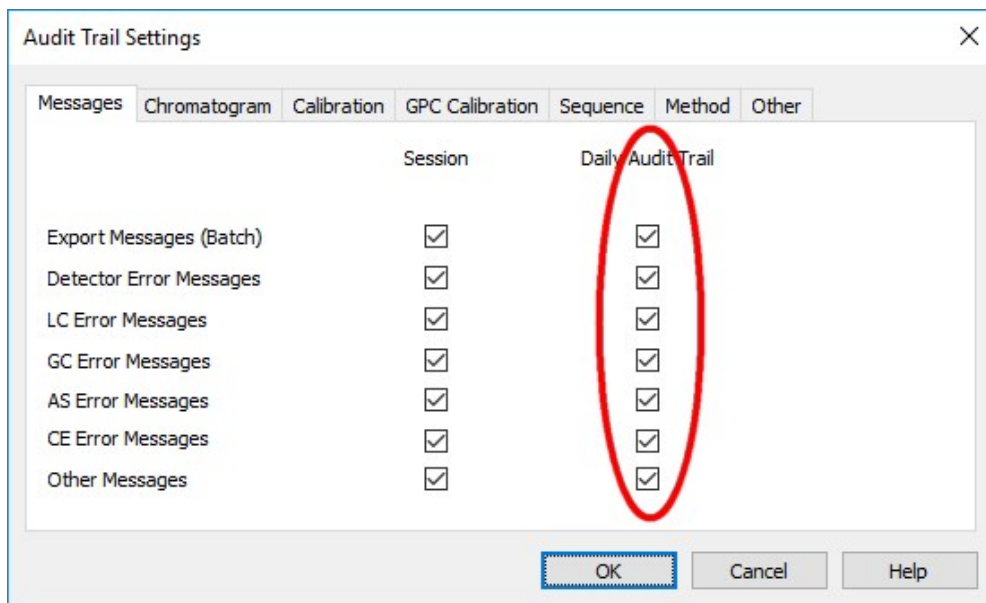 Audit Trail Settings
Messages Chromatogram Calibration GPC Calibration Sequence Method Other
Session Daily Audit Trail
Export Messages (Batch)
Detector Error Messages
LC Error Messages
GC Error Messages
AS Error Messages
CE Error Messages
Other Messages
OK Cancel Help